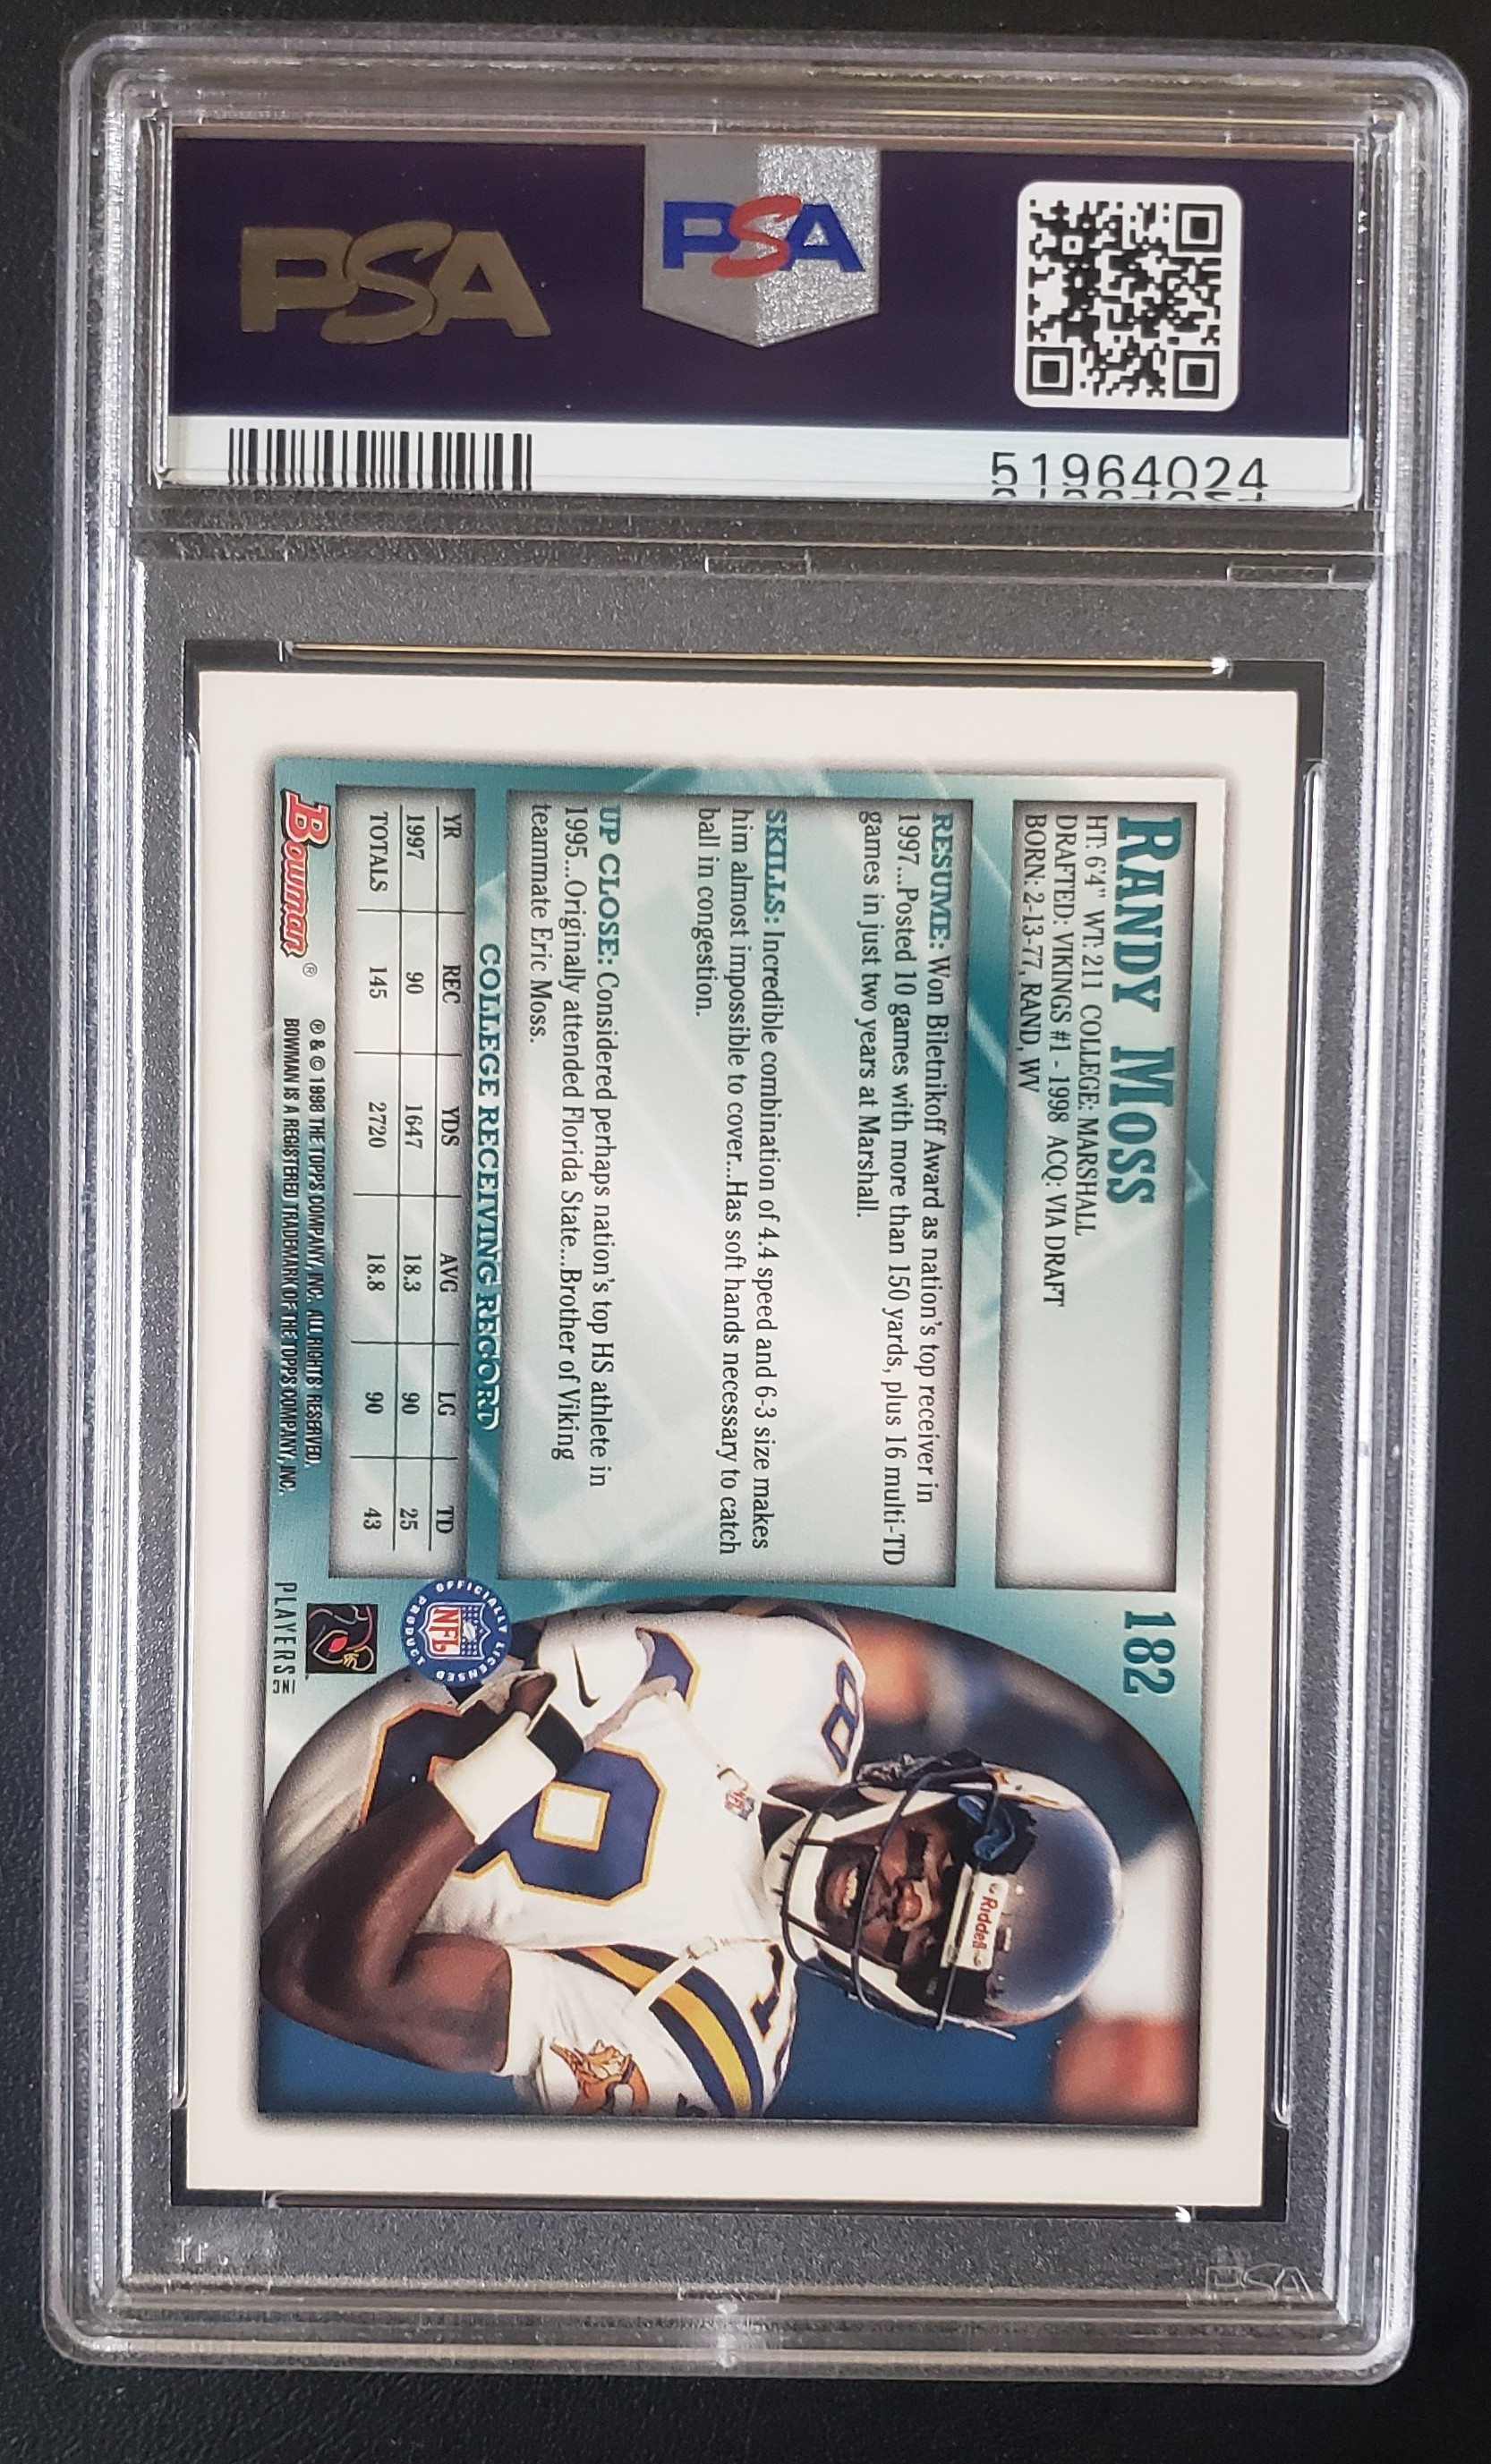 PSA
PSA
51964024
RANDY MOSS
182
HT: 6'4" WT: 211 COLLEGE: MARSHALL
DRAFTED: VIKINGS #1 - 1998 ACQ: VIA DRAFT
BORN: 2-13-77, RAND, WV
RESUME: Won Biletnikoff Award as nation's top receiver in
1997...Posted 10 games with more than 150 yards, plus 16 multi-TD
games in just two years at Marshall.
SKILLS: Incredible combination of 4.4 speed and 6-3 size makes
him almost impossible to cover...Has soft hands necessary to catch
ball in congestion.
UP CLOSE: Considered perhaps nation's top HS athlete in
1995...Originally attended Florida State...Brother of Viking
teammate Eric Moss.
COLLEGE RECEIVING RECORD
YR REC YDS AVG LG TD
1997 90 1647 18.3 90 25
TOTALS 145 2720 18.8 90 43
Bowman®
® & © 1998 THE TOPPS COMPANY, INC. ALL RIGHTS RESERVED.
BOWMAN IS A REGISTERED TRADEMARK OF THE TOPPS COMPANY, INC.
OFFICIALLY LICENSED PRODUCT
NFL
PLAYERS INC
Riddell
8
8
1
PSA